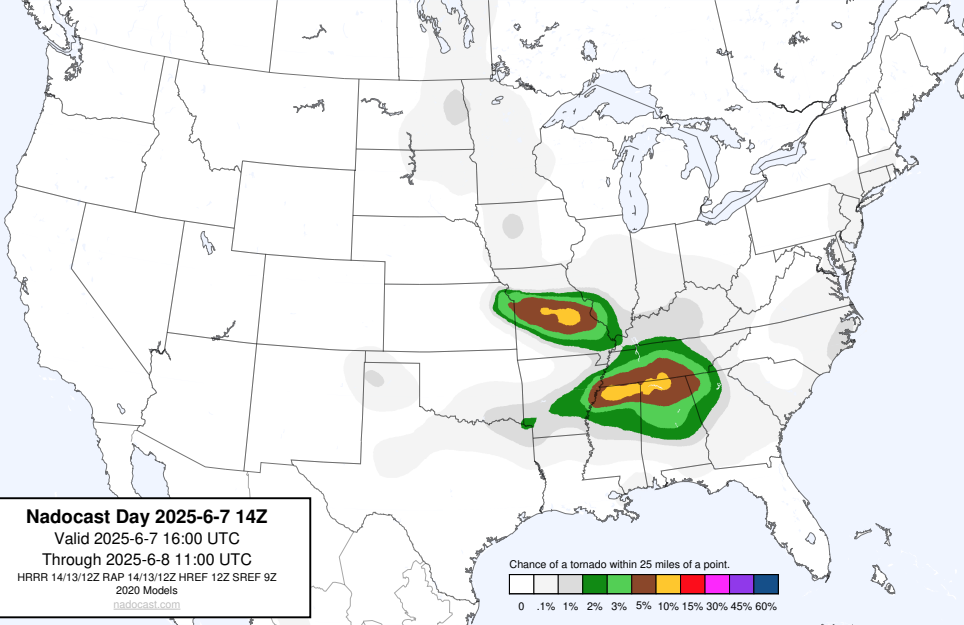 Nadocast Day 2025-6-7 14Z
Valid 2025-6-7 16:00 UTC
Through 2025-6-8 11:00 UTC
HRRR 14/13/12Z RAP 14/13/12Z HREF 12Z SREF 9Z
2020 Models
nadocast.com
Chance of a tornado within 25 miles of a point.
0 .1% 1% 2% 3% 5% 10% 15% 30% 45% 60%